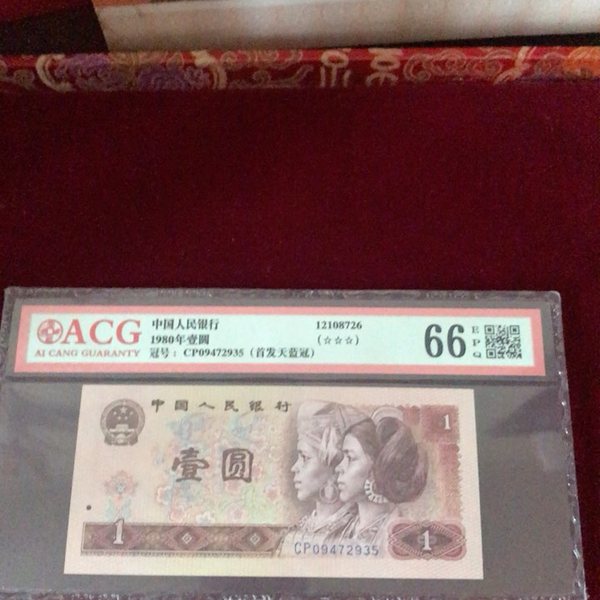 ACG
AI CANG GUARANTY
中国人民银行
1980年壹圆
冠号：CP09472935（首发天蓝冠）
12108726
(☆☆☆)
66
EPQ
中国人民银行
壹圆
1
1
1
CP09472935